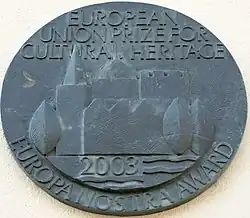 EUROPEAN
UNION PRIZE FOR
CULTURAL HERITAGE
2003
EUROPA NOSTRA AWARD